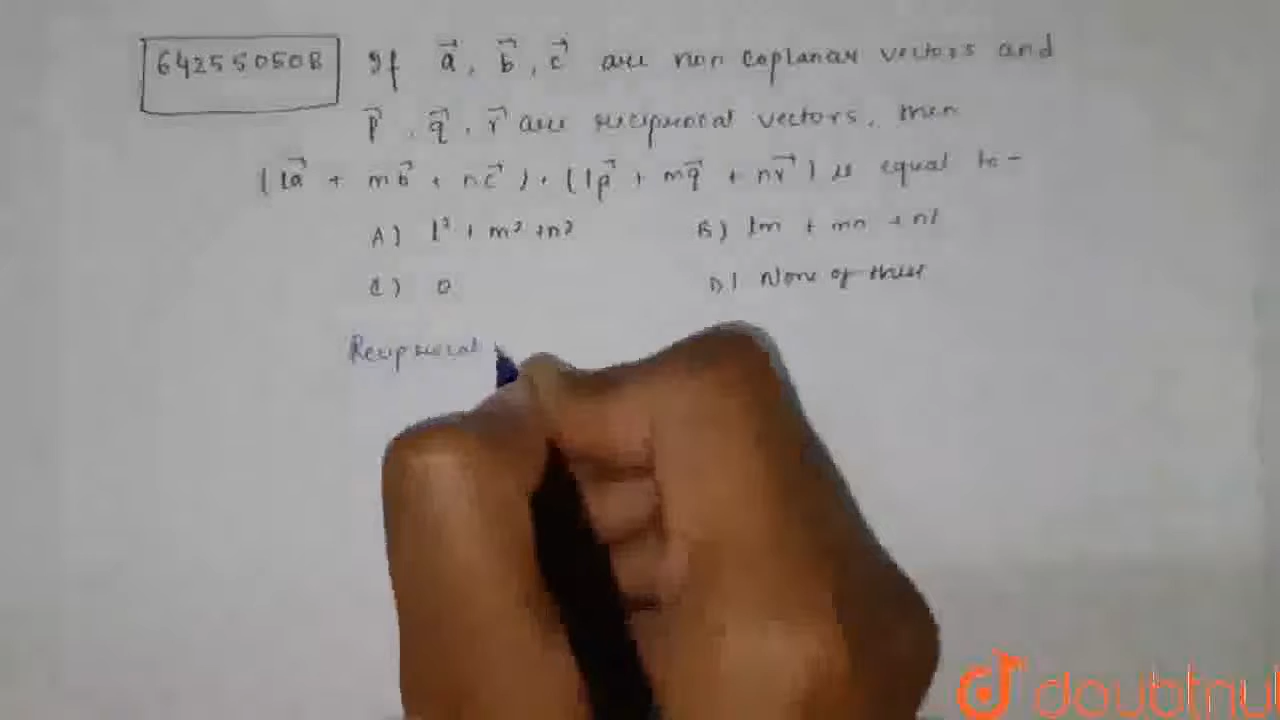 642550508 If a⃗, b⃗, c⃗ are non coplanar vectors and
p⃗, q⃗, r⃗ are reciprocal vectors, then
(la⃗ + mb⃗ + nc⃗) . (lp⃗ + mq⃗ + nr⃗) is equal to -
A) l² + m² + n² B) lm + mn + nl
C) 0 D) None of these
Reciprocal
doubtnut